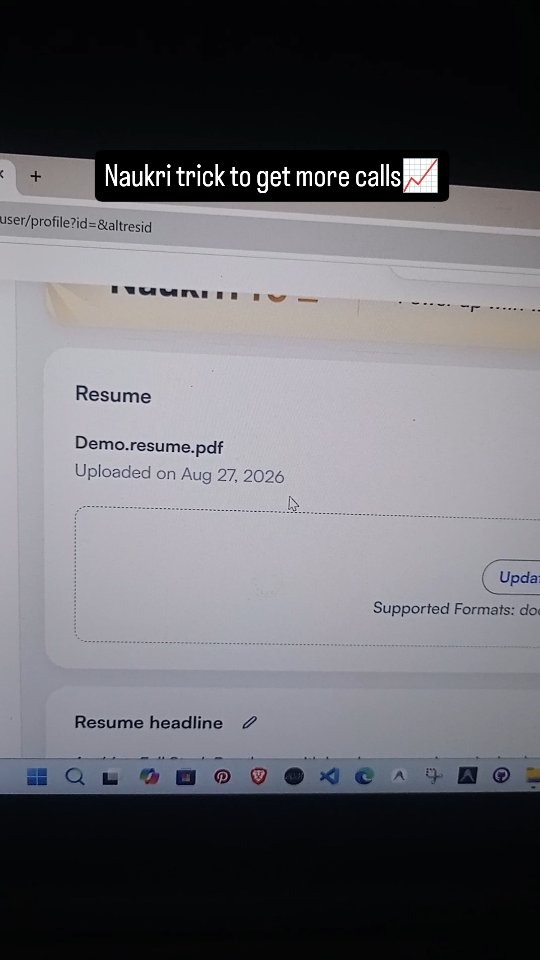 Naukri trick to get more calls📈
user/profile?id=&altresid
Resume
Demo.resume.pdf
Uploaded on Aug 27, 2026
Supported Formats:
Resume headline